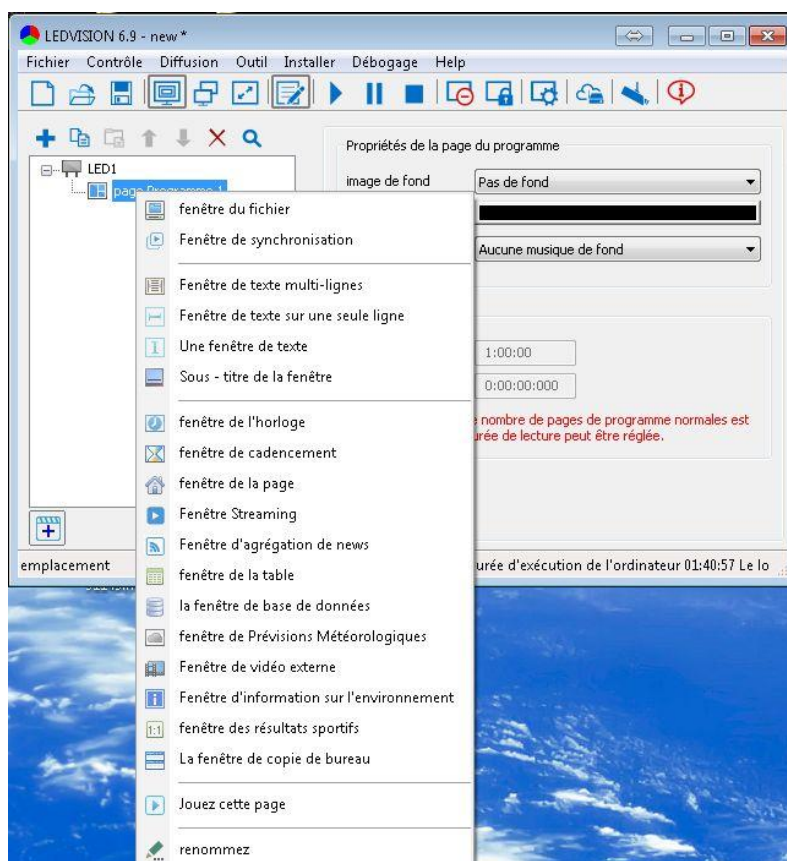 LEDVISION 6.9 - new *
Fichier Contrôle Diffusion Outil Installer Débogage Help
Propriétés de la page du programme
LED1
page Programme 1
image de fond
Pas de fond
Aucune musique de fond
fenêtre du fichier
Fenêtre de synchronisation
Fenêtre de texte multi-lignes
Fenêtre de texte sur une seule ligne
Une fenêtre de texte
1:00:00
Sous - titre de la fenêtre
0:00:00:000
fenêtre de l'horloge
nombre de pages de programme normales est
fenêtre de cadencement
urée de lecture peut être réglée.
fenêtre de la page
Fenêtre Streaming
Fenêtre d'agrégation de news
emplacement
urée d'exécution de l'ordinateur 01:40:57 Le lo
fenêtre de la table
la fenêtre de base de données
fenêtre de Prévisions Météorologiques
Fenêtre de vidéo externe
Fenêtre d'information sur l'environnement
1:1
fenêtre des résultats sportifs
La fenêtre de copie de bureau
Jouez cette page
renommez